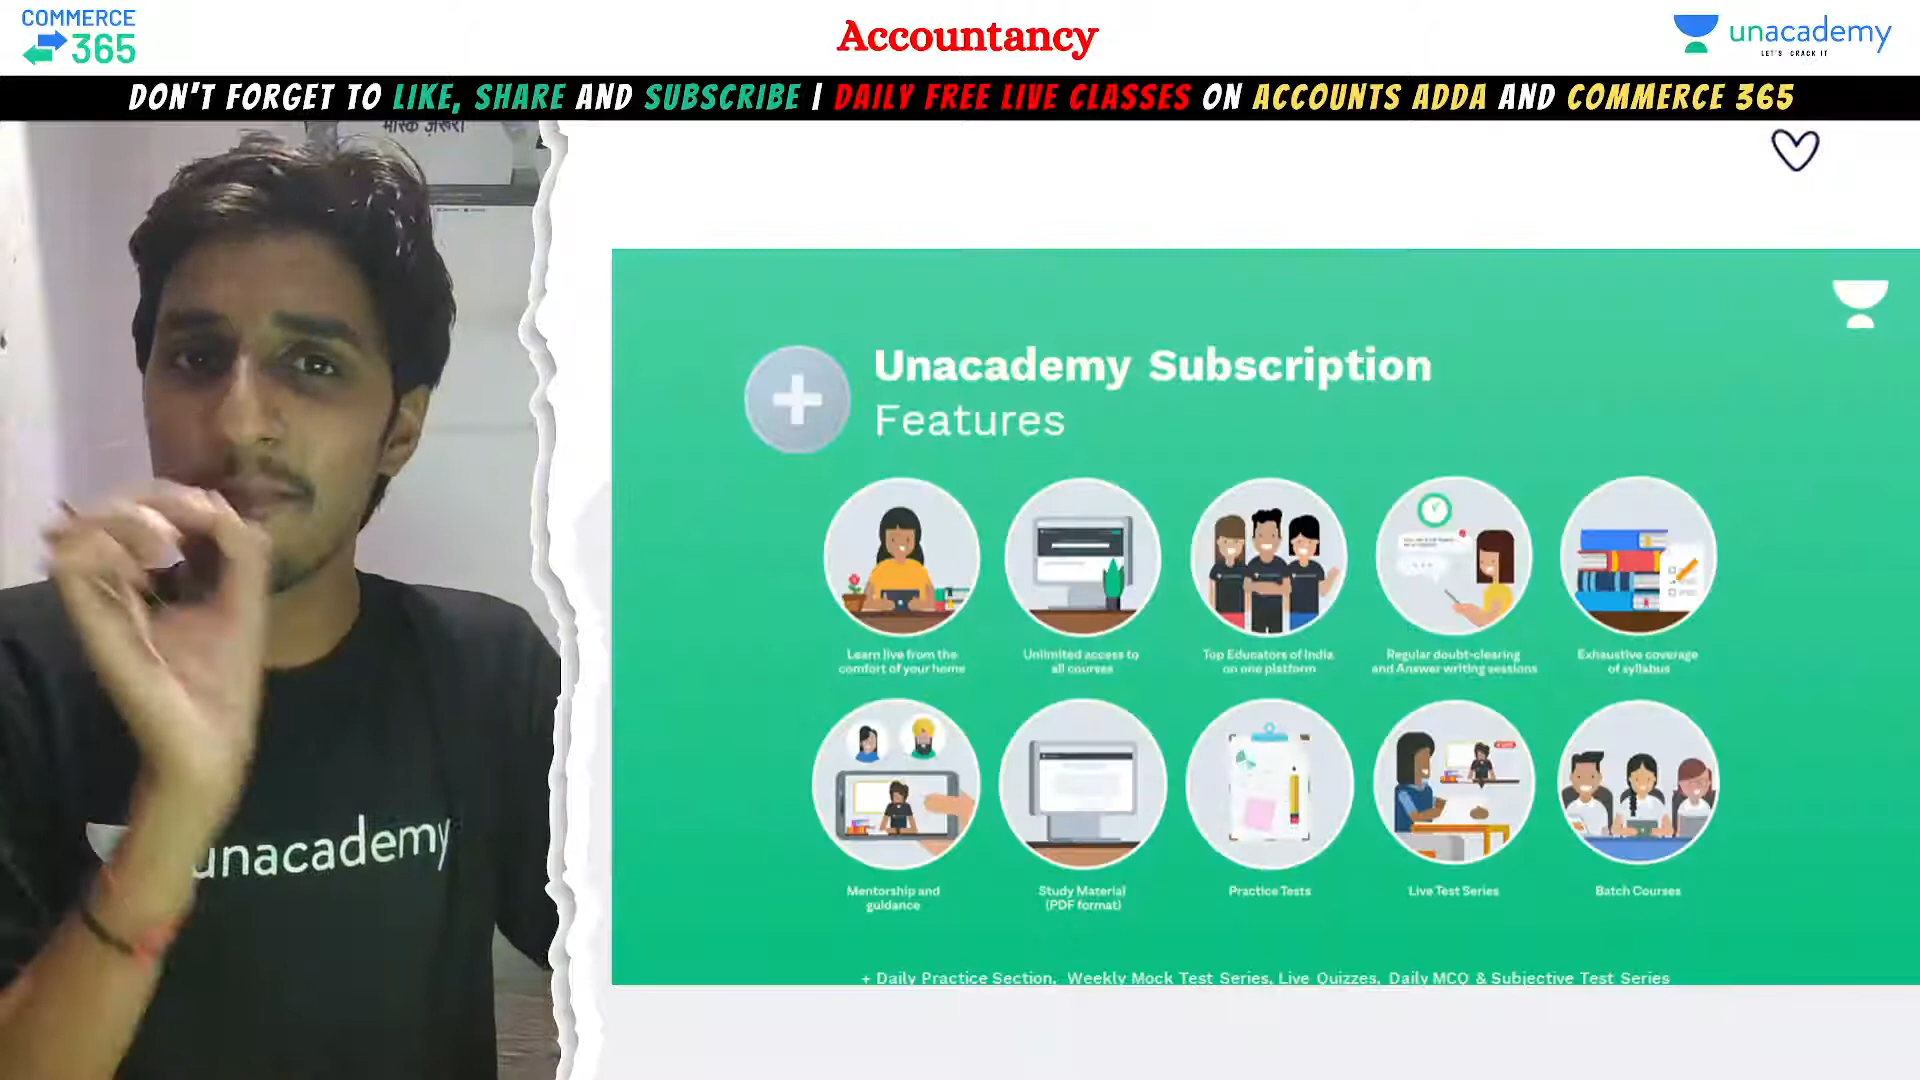 COMMERCE
365
Accountancy
unacademy
LET'S CRACK IT
DON'T FORGET TO LIKE, SHARE AND SUBSCRIBE | DAILY FREE LIVE CLASSES ON ACCOUNTS ADDA AND COMMERCE 365
मास्क ज़रूरी
Unacademy Subscription
Features
Learn live from the
comfort of your home
Unlimited access to
all courses
Top Educators of India
on one platform
Regular doubt-clearing
and Answer writing sessions
Exhaustive coverage
of syllabus
Mentorship and
guidance
Study Material
(PDF format)
Practice Tests
Live Test Series
Batch Courses
+ Daily Practice Section, Weekly Mock Test Series, Live Quizzes, Daily MCQ & Subjective Test Series
unacademy